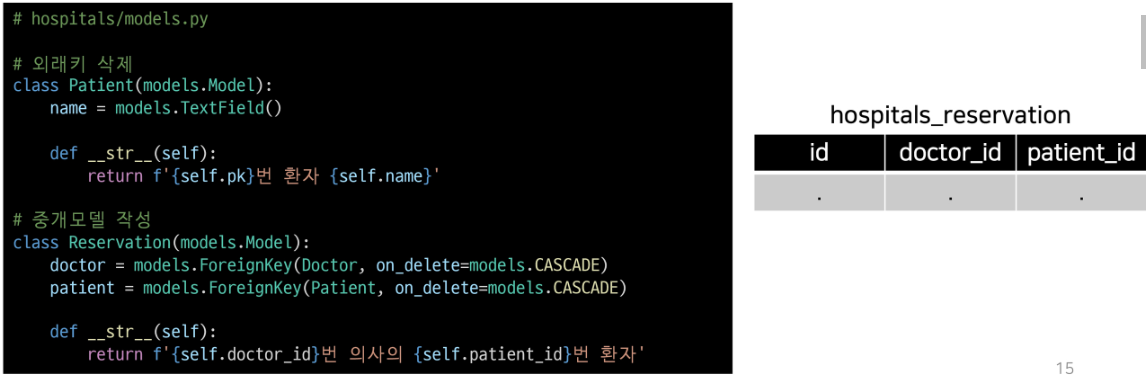 # hospitals/models.py
# 외래키 삭제
class Patient(models.Model):
    name = models.TextField()
    def __str__(self):
        return f'{self.pk}번 환자 {self.name}'
# 중개모델 작성
class Reservation(models.Model):
    doctor = models.ForeignKey(Doctor, on_delete=models.CASCADE)
    patient = models.ForeignKey(Patient, on_delete=models.CASCADE)
    def __str__(self):
        return f'{self.doctor_id}번 의사의 {self.patient_id}번 환자'
hospitals_reservation
id doctor_id patient_id
. . .
15